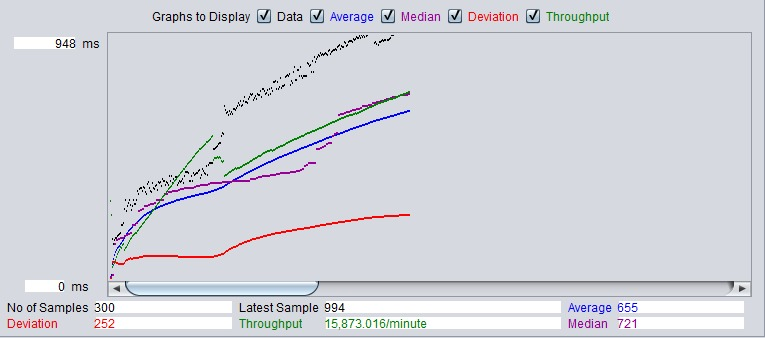 Graphs to Display Data Average Median Deviation Throughput
948 ms
0 ms
No of Samples 300 Latest Sample 994 Average 655
Deviation 252 Throughput 15,873.016/minute Median 721